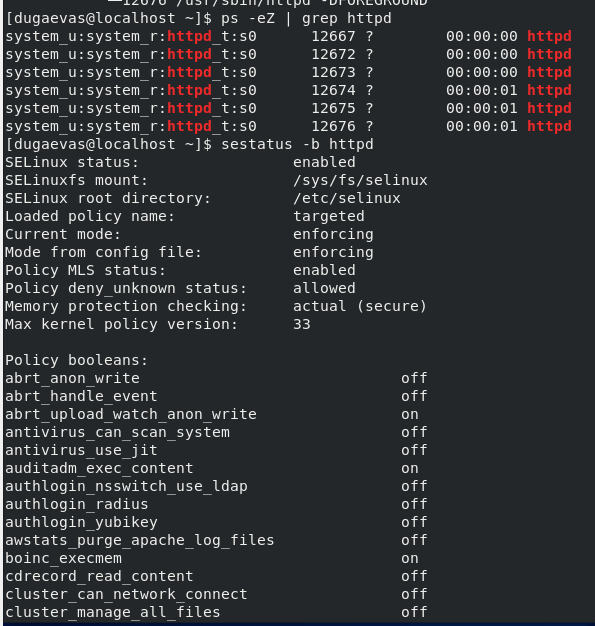 12676 /usr/sbin/httpd -DFOREGROUND
[dugaevas@localhost ~]$ ps -eZ | grep httpd
system_u:system_r:httpd_t:s0      12667 ?        00:00:00 httpd
system_u:system_r:httpd_t:s0      12672 ?        00:00:00 httpd
system_u:system_r:httpd_t:s0      12673 ?        00:00:00 httpd
system_u:system_r:httpd_t:s0      12674 ?        00:00:01 httpd
system_u:system_r:httpd_t:s0      12675 ?        00:00:01 httpd
system_u:system_r:httpd_t:s0      12676 ?        00:00:01 httpd
[dugaevas@localhost ~]$ sestatus -b httpd
SELinux status:                 enabled
SELinuxfs mount:                /sys/fs/selinux
SELinux root directory:         /etc/selinux
Loaded policy name:             targeted
Current mode:                   enforcing
Mode from config file:          enforcing
Policy MLS status:              enabled
Policy deny_unknown status:     allowed
Memory protection checking:     actual (secure)
Max kernel policy version:      33

Policy booleans:
abrt_anon_write                             off
abrt_handle_event                           off
abrt_upload_watch_anon_write                on
antivirus_can_scan_system                   off
antivirus_use_jit                           off
auditadm_exec_content                       on
authlogin_nsswitch_use_ldap                 off
authlogin_radius                            off
authlogin_yubikey                           off
awstats_purge_apache_log_files              off
boinc_execmem                               on
cdrecord_read_content                       off
cluster_can_network_connect                 off
cluster_manage_all_files                    off